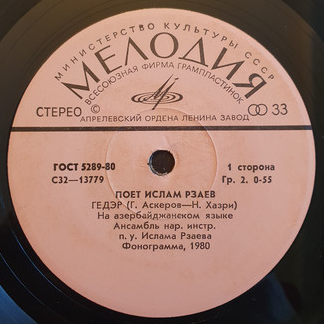 МИНИСТЕРСТВО КУЛЬТУРЫ СССР
МЕЛОДИЯ
ВСЕСОЮЗНАЯ ФИРМА ГРАМПЛАСТИНОК
СТЕРЕО © 33
АПРЕЛЕВСКИЙ ОРДЕНА ЛЕНИНА ЗАВОД
ГОСТ 5289-80 1 сторона
С32—13779 Гр. 2. 0-55
ПОЕТ ИСЛАМ РЗАЕВ
ГЕДЭР (Г. Аскеров—Н. Хазри)
На азербайджанском языке
Ансамбль нар. инстр.
п. у. Ислама Рзаева
Фонограмма, 1980